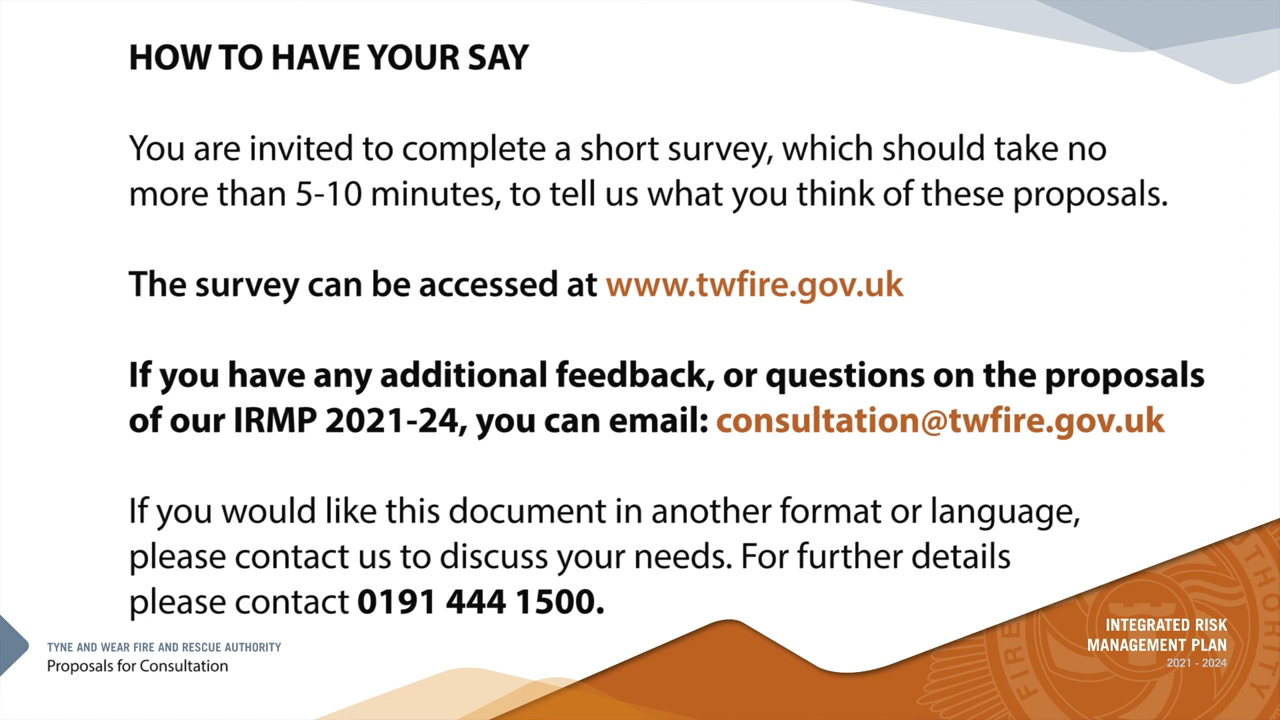 HOW TO HAVE YOUR SAY
You are invited to complete a short survey, which should take no
more than 5-10 minutes, to tell us what you think of these proposals.
The survey can be accessed at www.twfire.gov.uk
If you have any additional feedback, or questions on the proposals
of our IRMP 2021-24, you can email: consultation@twfire.gov.uk
If you would like this document in another format or language,
please contact us to discuss your needs. For further details
please contact 0191 444 1500.
TYNE AND WEAR FIRE AND RESCUE AUTHORITY
Proposals for Consultation
INTEGRATED RISK
MANAGEMENT PLAN
2021 - 2024
FIRE